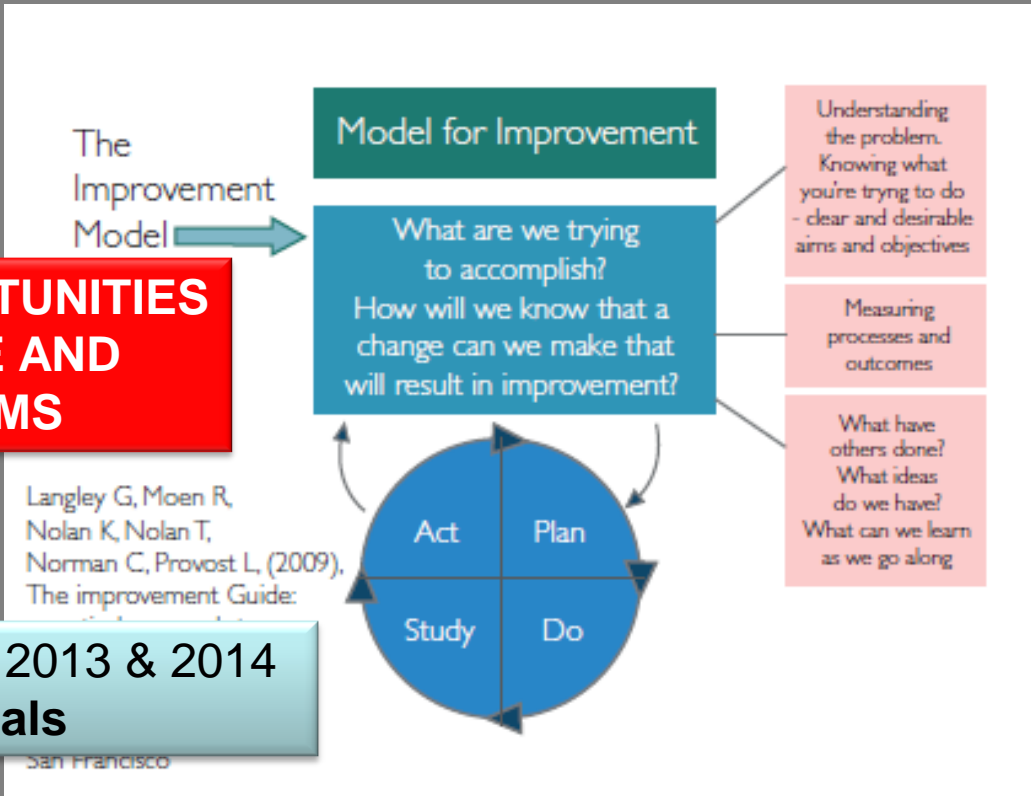 The
Improvement
Model
Model for Improvement
What are we trying
to accomplish?
How will we know that a
change can we make that
will result in improvement?
Understanding
the problem.
Knowing what
you're tryng to do
- clear and desirable
aims and objectives
Measuring
processes and
outcomes
What have
others done?
What ideas
do we have?
What can we learn
as we go along
TUNITIES
AND
MS
Act
Plan
Study
Do
Langley G, Moen R,
Nolan K, Nolan T,
Norman C, Provost L, (2009),
The improvement Guide:
2013 & 2014
als
San Francisco